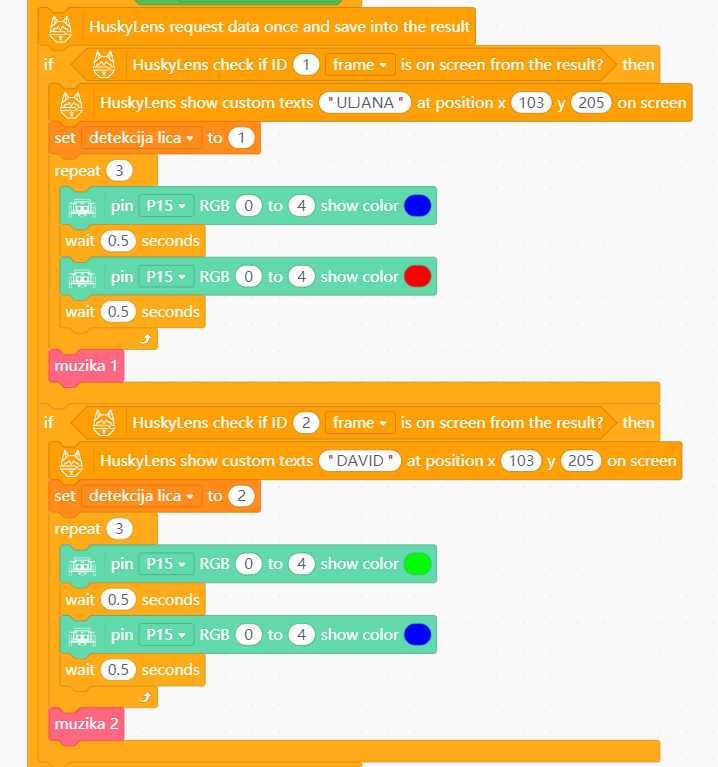 HuskyLens request data once and save into the result
if HuskyLens check if ID 1 frame is on screen from the result? then
HuskyLens show custom texts "ULJANA " at position x 103 y 205 on screen
set detekcija lica to 1
repeat 3
pin P15 RGB 0 to 4 show color
wait 0.5 seconds
pin P15 RGB 0 to 4 show color
wait 0.5 seconds
muzika 1
if HuskyLens check if ID 2 frame is on screen from the result? then
HuskyLens show custom texts "DAVID " at position x 103 y 205 on screen
set detekcija lica to 2
repeat 3
pin P15 RGB 0 to 4 show color
wait 0.5 seconds
pin P15 RGB 0 to 4 show color
wait 0.5 seconds
muzika 2